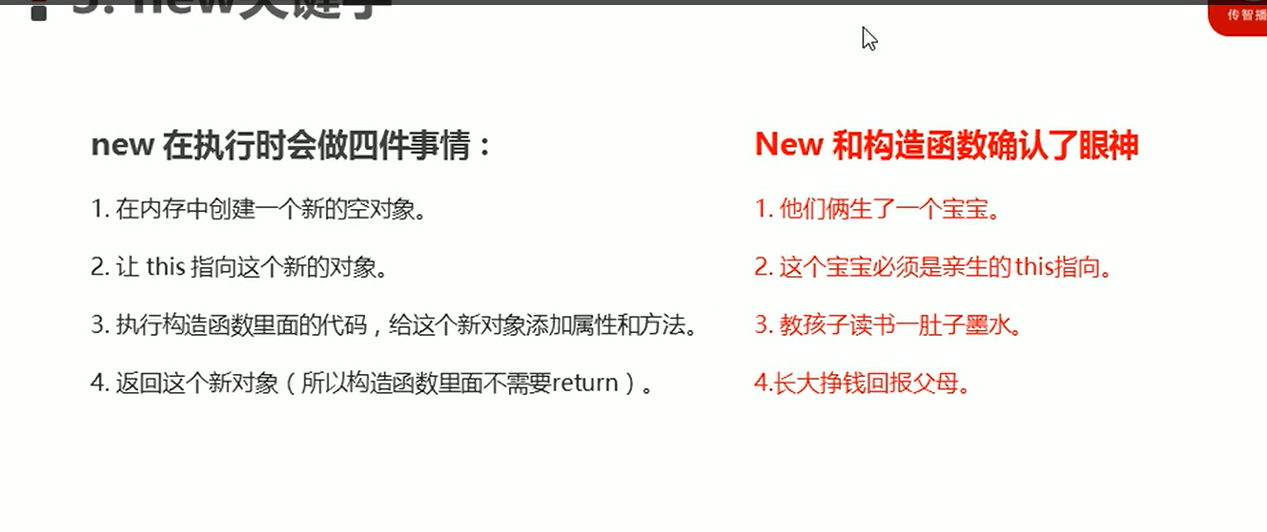 5. new关键字
传智播
new 在执行时会做四件事情：
1. 在内存中创建一个新的空对象。
2. 让 this 指向这个新的对象。
3. 执行构造函数里面的代码，给这个新对象添加属性和方法。
4. 返回这个新对象（所以构造函数里面不需要return）。
New 和构造函数确认了眼神
1. 他们俩生了一个宝宝。
2. 这个宝宝必须是亲生的this指向。
3. 教孩子读书一肚子墨水。
4.长大挣钱回报父母。